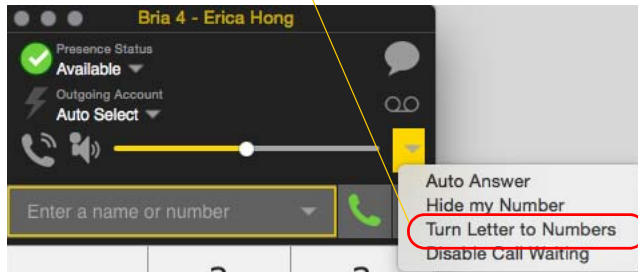 Bria 4 - Erica Hong
Presence Status
Available
Outgoing Account
Auto Select
Enter a name or number
Auto Answer
Hide my Number
Turn Letter to Numbers
Disable Call Waiting